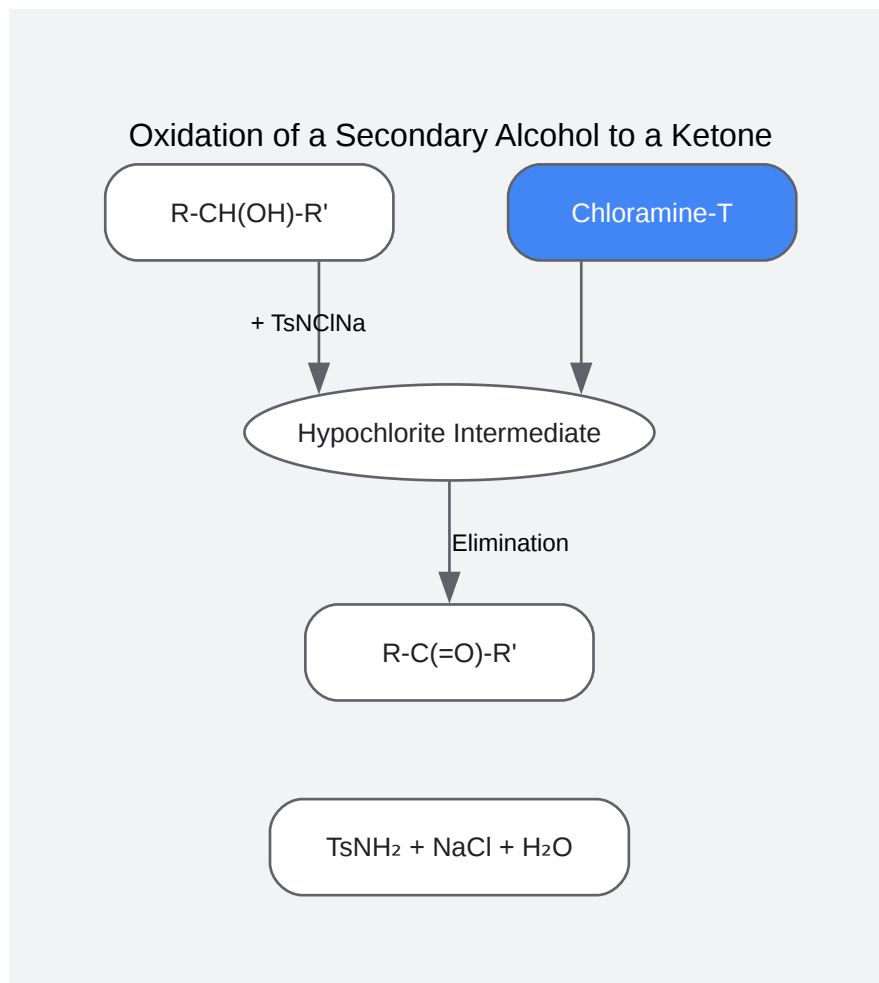 Oxidation of a Secondary Alcohol to a Ketone
R-CH(OH)-R'
Chloramine-T
+ TsNClNa
Hypochlorite Intermediate
Elimination
R-C(=O)-R'
TsNH₂ + NaCl + H₂O